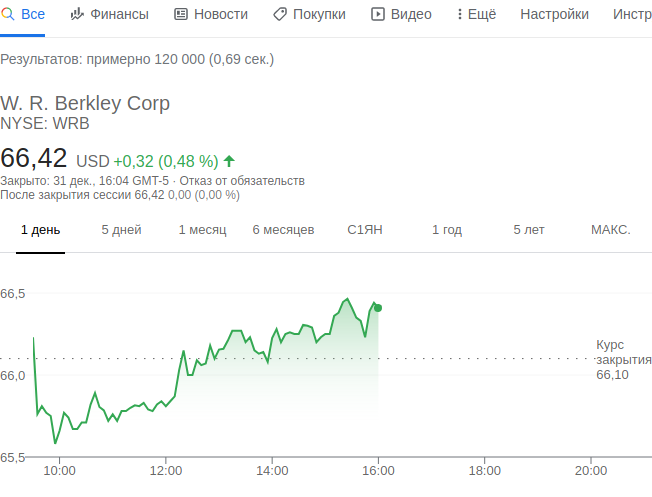 Все Финансы Новости Покупки Видео Ещё Настройки Инстр
Результатов: примерно 120 000 (0,69 сек.)
W. R. Berkley Corp
NYSE: WRB
66,42 USD +0,32 (0,48 %)
Закрыто: 31 дек., 16:04 GMT-5 · Отказ от обязательств
После закрытия сессии 66,42 0,00 (0,00 %)
1 день 5 дней 1 месяц 6 месяцев С1ЯН 1 год 5 лет МАКС.
66,5
Курс
закрытия
66,10
66,0
65,5
10:00 12:00 14:00 16:00 18:00 20:00